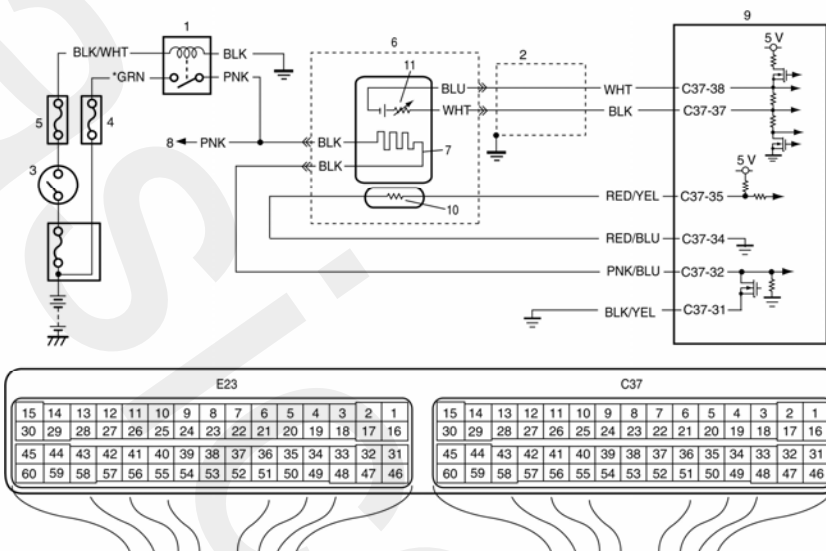 9
1
5 V
6
2
BLK/WHT
BLK
11
*GRN
PNK
BLU
WHT
C37-38
WHT
BLK
C37-37
5
4
8
PNK
BLK
7
BLK
3
5 V
10
RED/YEL
C37-35
RED/BLU
C37-34
PNK/BLU
C37-32
BLK/YEL
C37-31
E23
C37
15 14 13 12 11 10 9 8 7 6 5 4 3 2 1
15 14 13 12 11 10 9 8 7 6 5 4 3 2 1
30 29 28 27 26 25 24 23 22 21 20 19 18 17 16
30 29 28 27 26 25 24 23 22 21 20 19 18 17 16
45 44 43 42 41 40 39 38 37 36 35 34 33 32 31
45 44 43 42 41 40 39 38 37 36 35 34 33 32 31
60 59 58 57 56 55 54 53 52 51 50 49 48 47 46
60 59 58 57 56 55 54 53 52 51 50 49 48 47 46